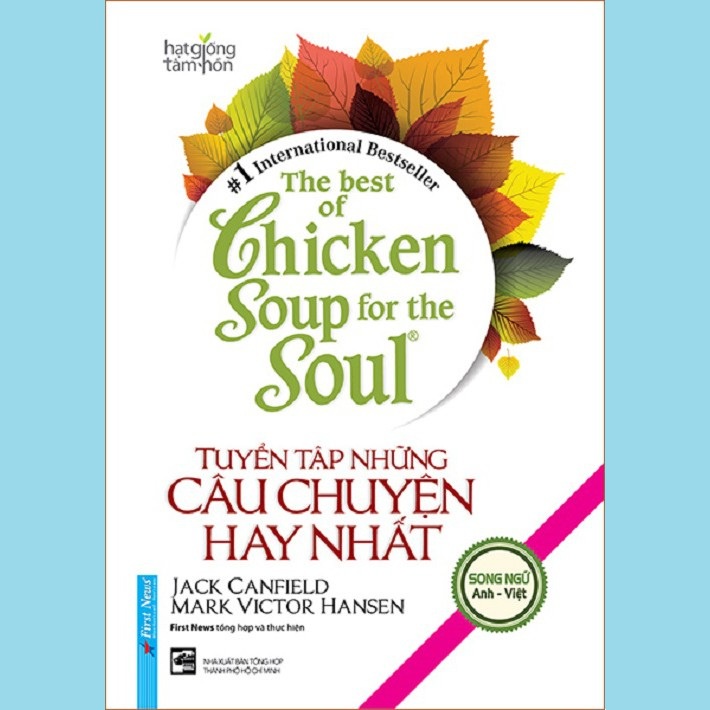 hạt giống
tâm hồn
#1 International Bestseller
The best
of
Chicken
Soup for the
Soul®
TUYỂN TẬP NHỮNG
CÂU CHUYỆN
HAY NHẤT
SONG NGỮ
Anh - Việt
JACK CANFIELD
MARK VICTOR HANSEN
First News tổng hợp và thực hiện
First News
NHÀ XUẤT BẢN TỔNG HỢP
THÀNH PHỐ HỒ CHÍ MINH